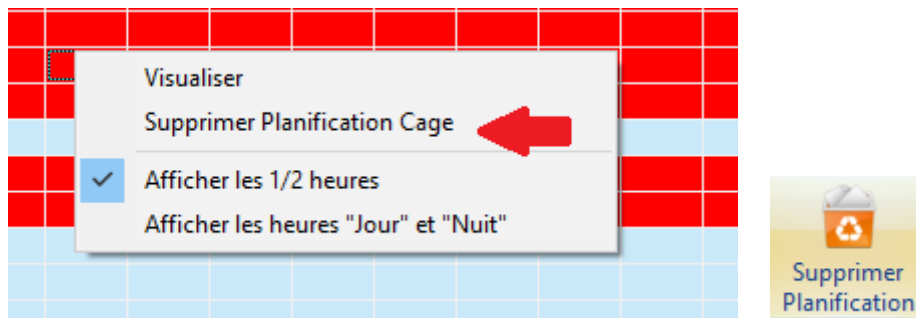 Visualiser
Supprimer Planification Cage
Afficher les 1/2 heures
Afficher les heures "Jour" et "Nuit"
Supprimer
Planification